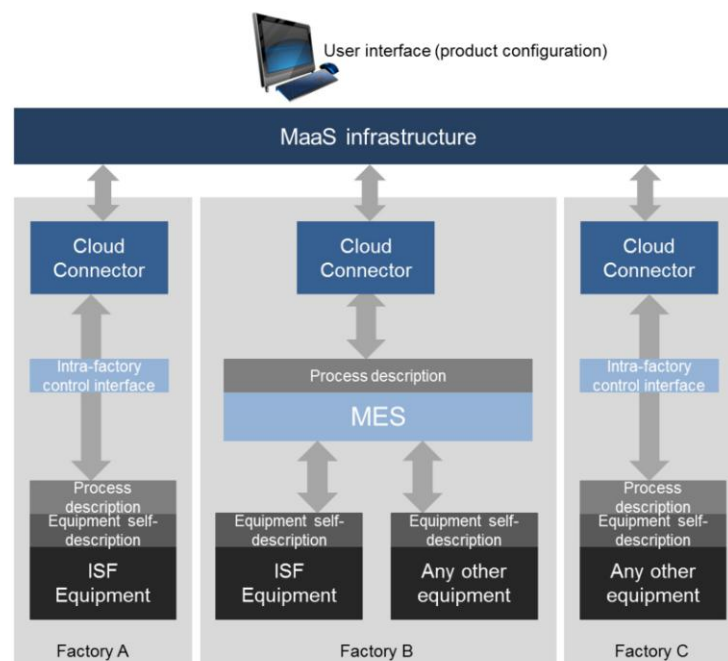 User interface (product configuration)
MaaS infrastructure
Cloud
Connector
Cloud
Connector
Cloud
Connector
Intra-factory
control interface
Process description
MES
Intra-factory
control interface
Process
description
Equipment self-
description
ISF
Equipment
Equipment self-
description
ISF
Equipment
Equipment self-
description
Any other
equipment
Process
description
Equipment self-
description
Any other
equipment
Factory A
Factory B
Factory C